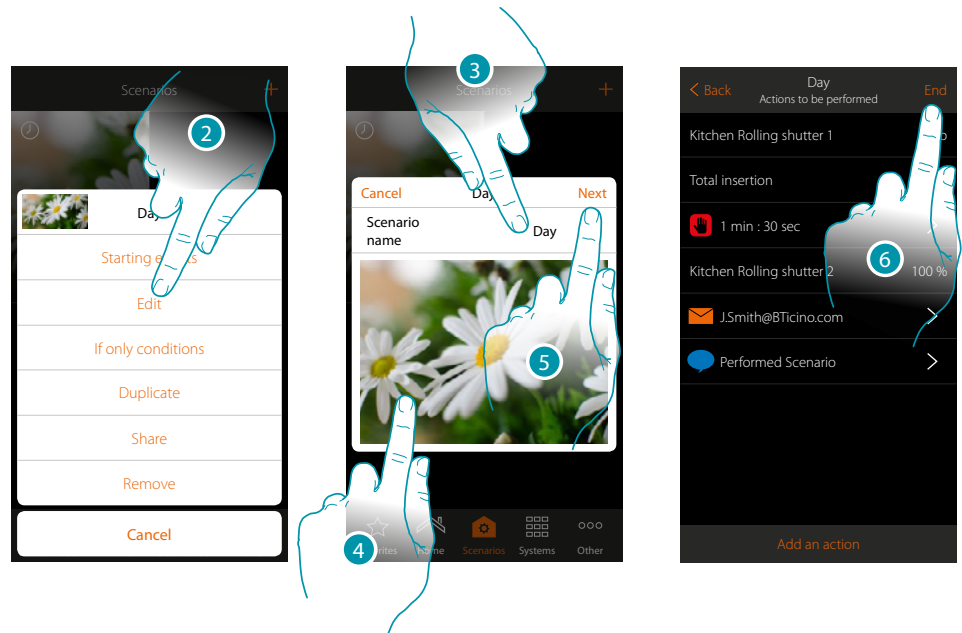 3
Scenarios
+
2
Day
Edit
If only conditions
Duplicate
Share
Remove
Cancel
Scenarios
+
Cancel
Next
Scenario
name
Day
5
4
Home
Scenarios
Systems
Other
< Back
Day
Actions to be performed
End
Kitchen Rolling shutter 1
Total insertion
1 min : 30 sec
6
Kitchen Rolling shutter 2
100 %
J.Smith@BTicino.com
Performed Scenario
Add an action